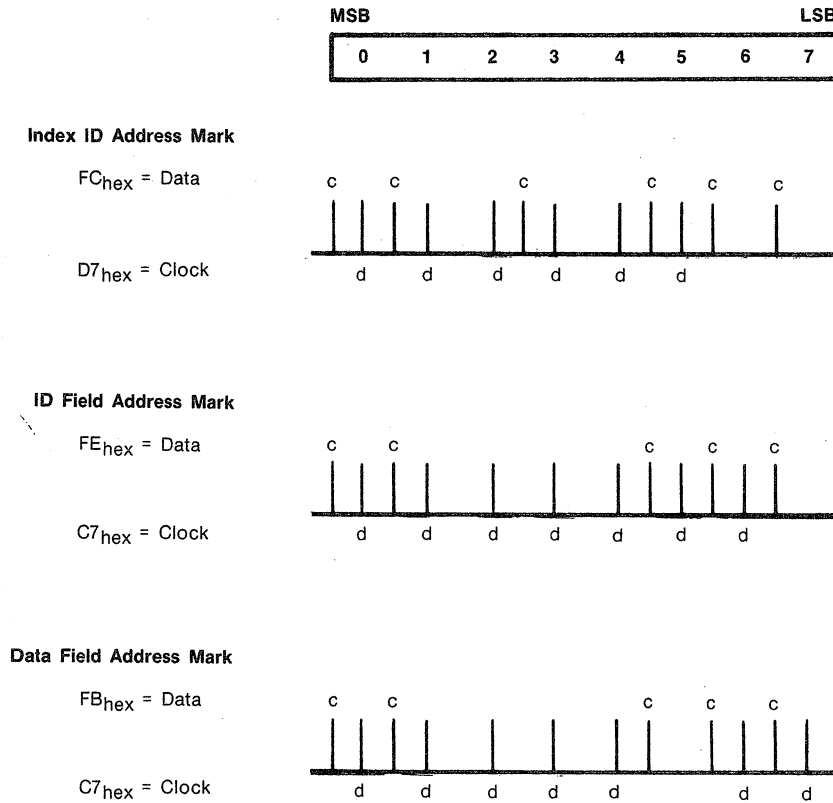 MSB LSB
0 1 2 3 4 5 6 7
Index ID Address Mark
FChex = Data
c c c c c c
D7hex = Clock
d d d d d d
ID Field Address Mark
FEhex = Data
c c c c c
C7hex = Clock
d d d d d d d
Data Field Address Mark
FBhex = Data
c c c c c
C7hex = Clock
d d d d d d d